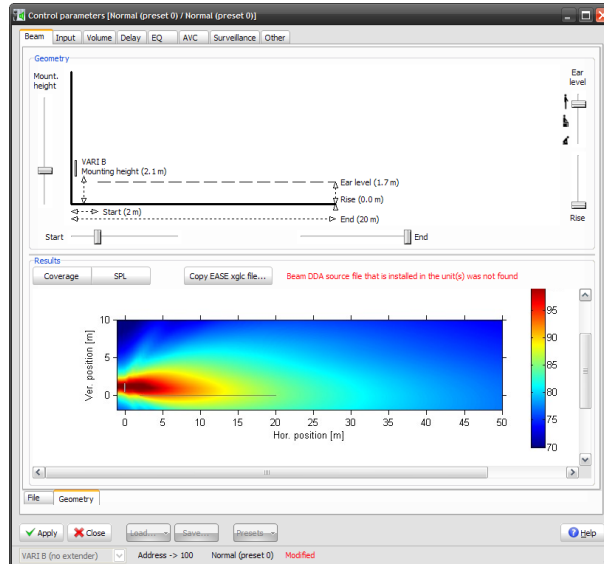 Control parameters [Normal (preset 0) / Normal (preset 0)]
Beam Input Volume Delay EQ AVC Surveillance Other
Geometry
Mount. height
Ear level
VARI B
Mounting height (2.1 m)
Ear level (1.7 m)
Rise (0.0 m)
Start (2 m)
End (20 m)
Rise
Start
End
Results
Coverage SPL Copy EASE xglc file... Beam DDA source file that is installed in the unit(s) was not found
Ver. position [m]
10
5
0
0 5 10 15 20 25 30 35 40 45 50
Hor. position [m]
95
90
85
80
75
70
File Geometry
Apply Close Load... Save... Presets Help
VARI B (no extender) Address -> 100 Normal (preset 0) Modified